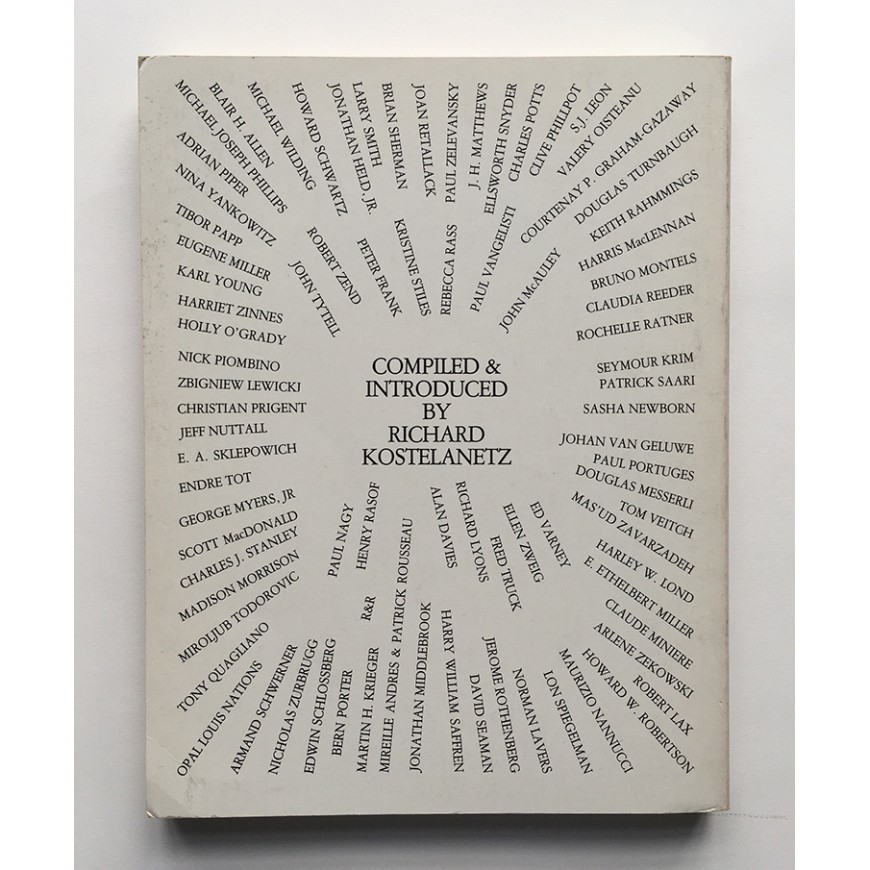 MICHAEL JOSEPH PHILLIPS
BLAIR H. ALLEN
MICHAEL WILDING
HOWARD SCHWARTZ
JONATHAN HELD, JR.
LARRY SMITH
BRIAN SHERMAN
JOAN RETALLACK
PAUL ZELEVANSKY
J. H. MATTHEWS
ELLSWORTH SNYDER
CHARLES POTTS
CLIVE PHILLPOT
S.J. LEON
VALERY OISTEANU
COURTENAY P. GRAHAM-GAZAWAY
DOUGLAS TURNBAUGH
KEITH RAHMMINGS
HARRIS MacLENNAN
BRUNO MONTELS
CLAUDIA REEDER
ROCHELLE RATNER
SEYMOUR KRIM
PATRICK SAARI
SASHA NEWBORN
JOHAN VAN GELUWE
PAUL PORTUGES
DOUGLAS MESSERLI
TOM VEITCH
MAS'UD ZAVARZADEH
HARLEY W. LOND
E. ETHELBERT MILLER
CLAUDE MINIERE
ARLENE ZEKOWSKI
ROBERT LAX
HOWARD W. ROBERTSON
MAURIZIO NANNUCCI
LON SPIEGELMAN
NORMAN LAVERS
JEROME ROTHENBERG
DAVID SEAMAN
HARRY WILLIAM SAFFREN
JONATHAN MIDDLEBROOK
MIREILLE ANDRES & PATRICK ROUSSEAU
MARTIN H. KRIEGER
R&R
BERN PORTER
EDWIN SCHLOSSBERG
NICHOLAS ZURBRUGG
ARMAND SCHWERNER
OPAL LOUIS NATIONS
TONY QUAGLIANO
MIROLJUB TODOROVIC
MADISON MORRISON
CHARLES J. STANLEY
SCOTT MacDONALD
GEORGE MYERS, JR
ENDRE TOT
E. A. SKLEPOWICH
JEFF NUTTALL
CHRISTIAN PRIGENT
ZBIGNIEW LEWICKJ
NICK PIOMBINO
HOLLY O'GRADY
HARRIET ZINNES
KARL YOUNG
EUGENE MILLER
TIBOR PAPP
NINA YANKOWITZ
ADRIAN PIPER
JOHN TYTELL
ROBERT ZEND
PETER FRANK
KRISTINE STILES
REBECCA RASS
PAUL VANGELISTI
JOHN McAULEY
COMPILED &
INTRODUCED
BY
RICHARD
KOSTELANETZ
PAUL NAGY
HENRY RASOF
ALAN DAVIES
RICHARD LYONS
FRED TRUCK
ELLEN ZWEIG
ED VARNEY